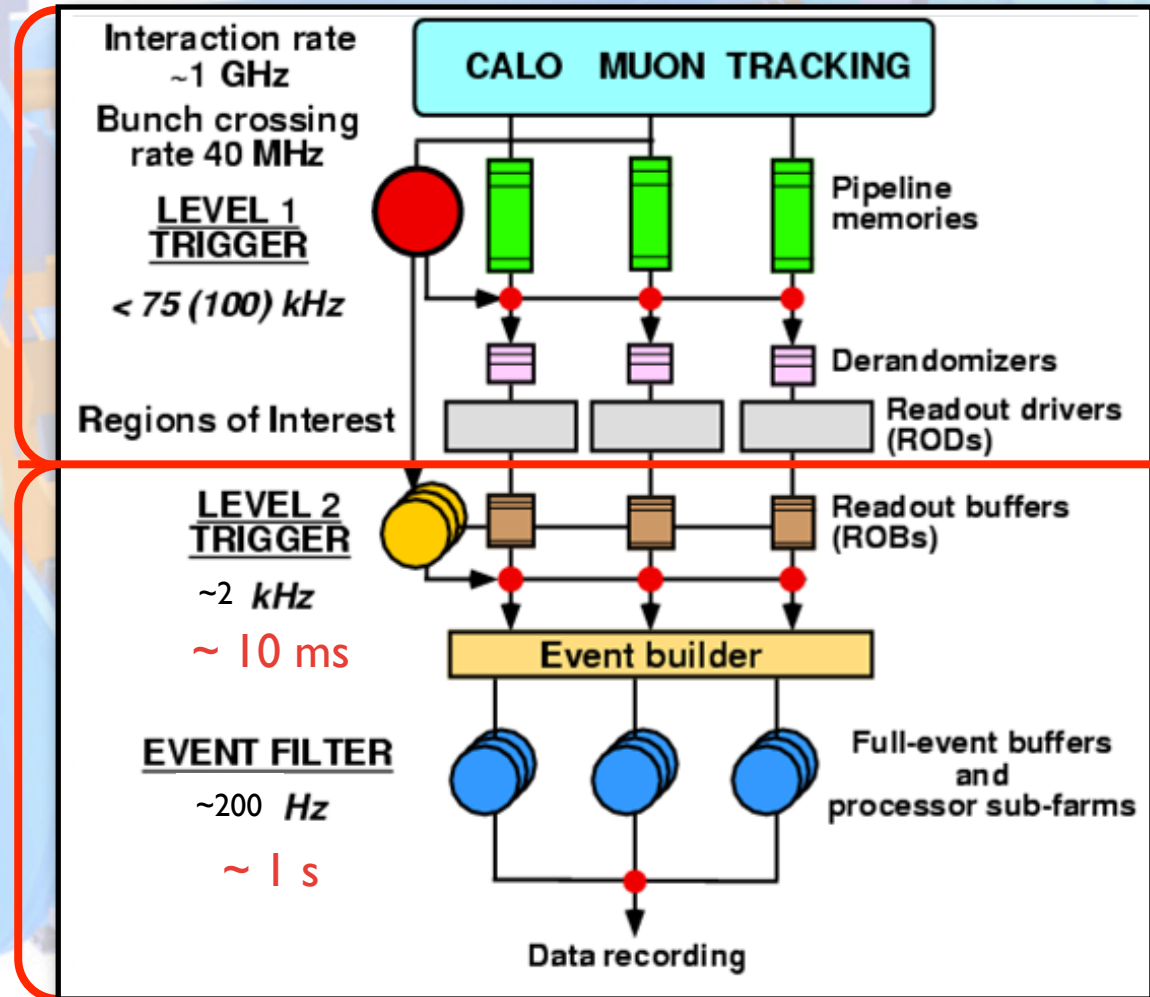 Interaction rate
~1 GHz
CALO MUON TRACKING
Bunch crossing
rate 40 MHz
LEVEL 1
TRIGGER
< 75 (100) kHz
Pipeline
memories
Derandomizers
Regions of Interest
Readout drivers
(RODs)
LEVEL 2
TRIGGER
~2 kHz
~ 10 ms
Readout buffers
(ROBs)
Event builder
EVENT FILTER
~200 Hz
~ 1 s
Full-event buffers
and
processor sub-farms
Data recording